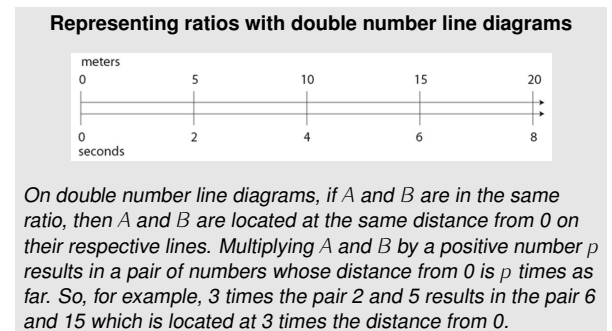 Representing ratios with double number line diagrams
meters
0 5 10 15 20
0 2 4 6 8
seconds
On double number line diagrams, if A and B are in the same
ratio, then A and B are located at the same distance from 0 on
their respective lines. Multiplying A and B by a positive number p
results in a pair of numbers whose distance from 0 is p times as
far. So, for example, 3 times the pair 2 and 5 results in the pair 6
and 15 which is located at 3 times the distance from 0.